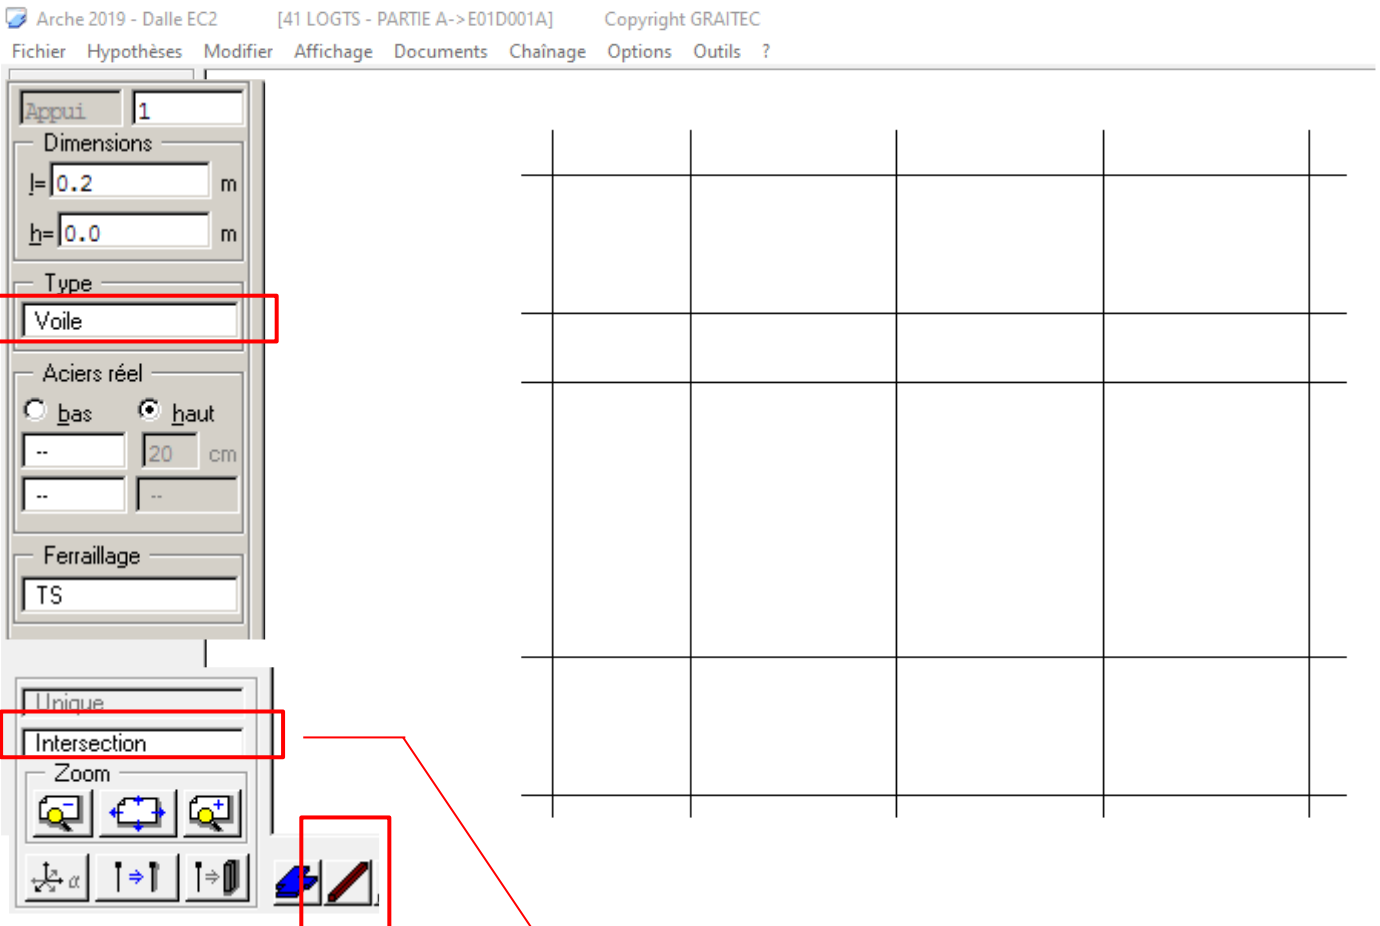 Arche 2019 - Dalle EC2 [41 LOGTS - PARTIE A->E01D001A] Copyright GRAITEC
Fichier Hypothèses Modifier Affichage Documents Chaînage Options Outils ?
Appui 1
Dimensions
l= 0.2 m
h= 0.0 m
Type
Voile
Aciers réel
bas haut
-- 20 cm
-- --
Ferraillage
TS
Unique
Intersection
Zoom
α